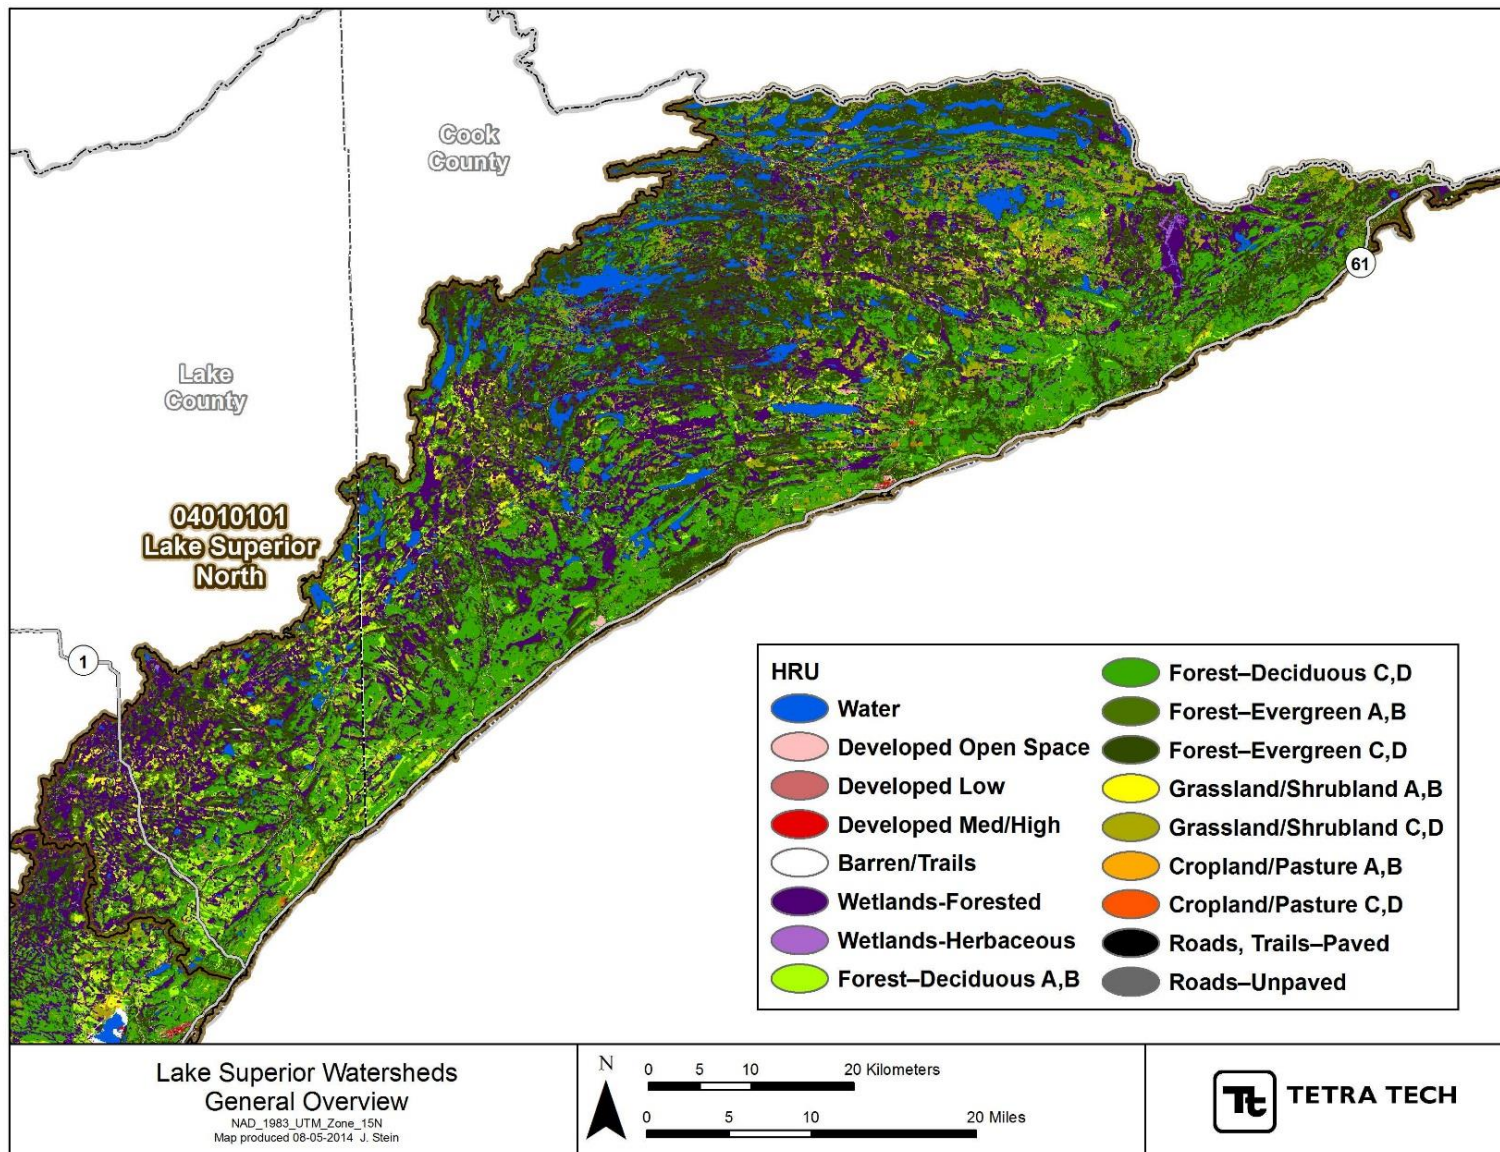 Cook
County
Lake
County
61
04010101
Lake Superior
North
1
HRU
Water
Developed Open Space
Developed Low
Developed Med/High
Barren/Trails
Wetlands-Forested
Wetlands-Herbaceous
Forest–Deciduous A,B
Forest–Deciduous C,D
Forest–Evergreen A,B
Forest–Evergreen C,D
Grassland/Shrubland A,B
Grassland/Shrubland C,D
Cropland/Pasture A,B
Cropland/Pasture C,D
Roads, Trails–Paved
Roads–Unpaved
Lake Superior Watersheds
General Overview
NAD_1983_UTM_Zone_15N
Map produced 08-05-2014 J. Stein
N
0 5 10 20 Kilometers
0 5 10 20 Miles
Tt TETRA TECH